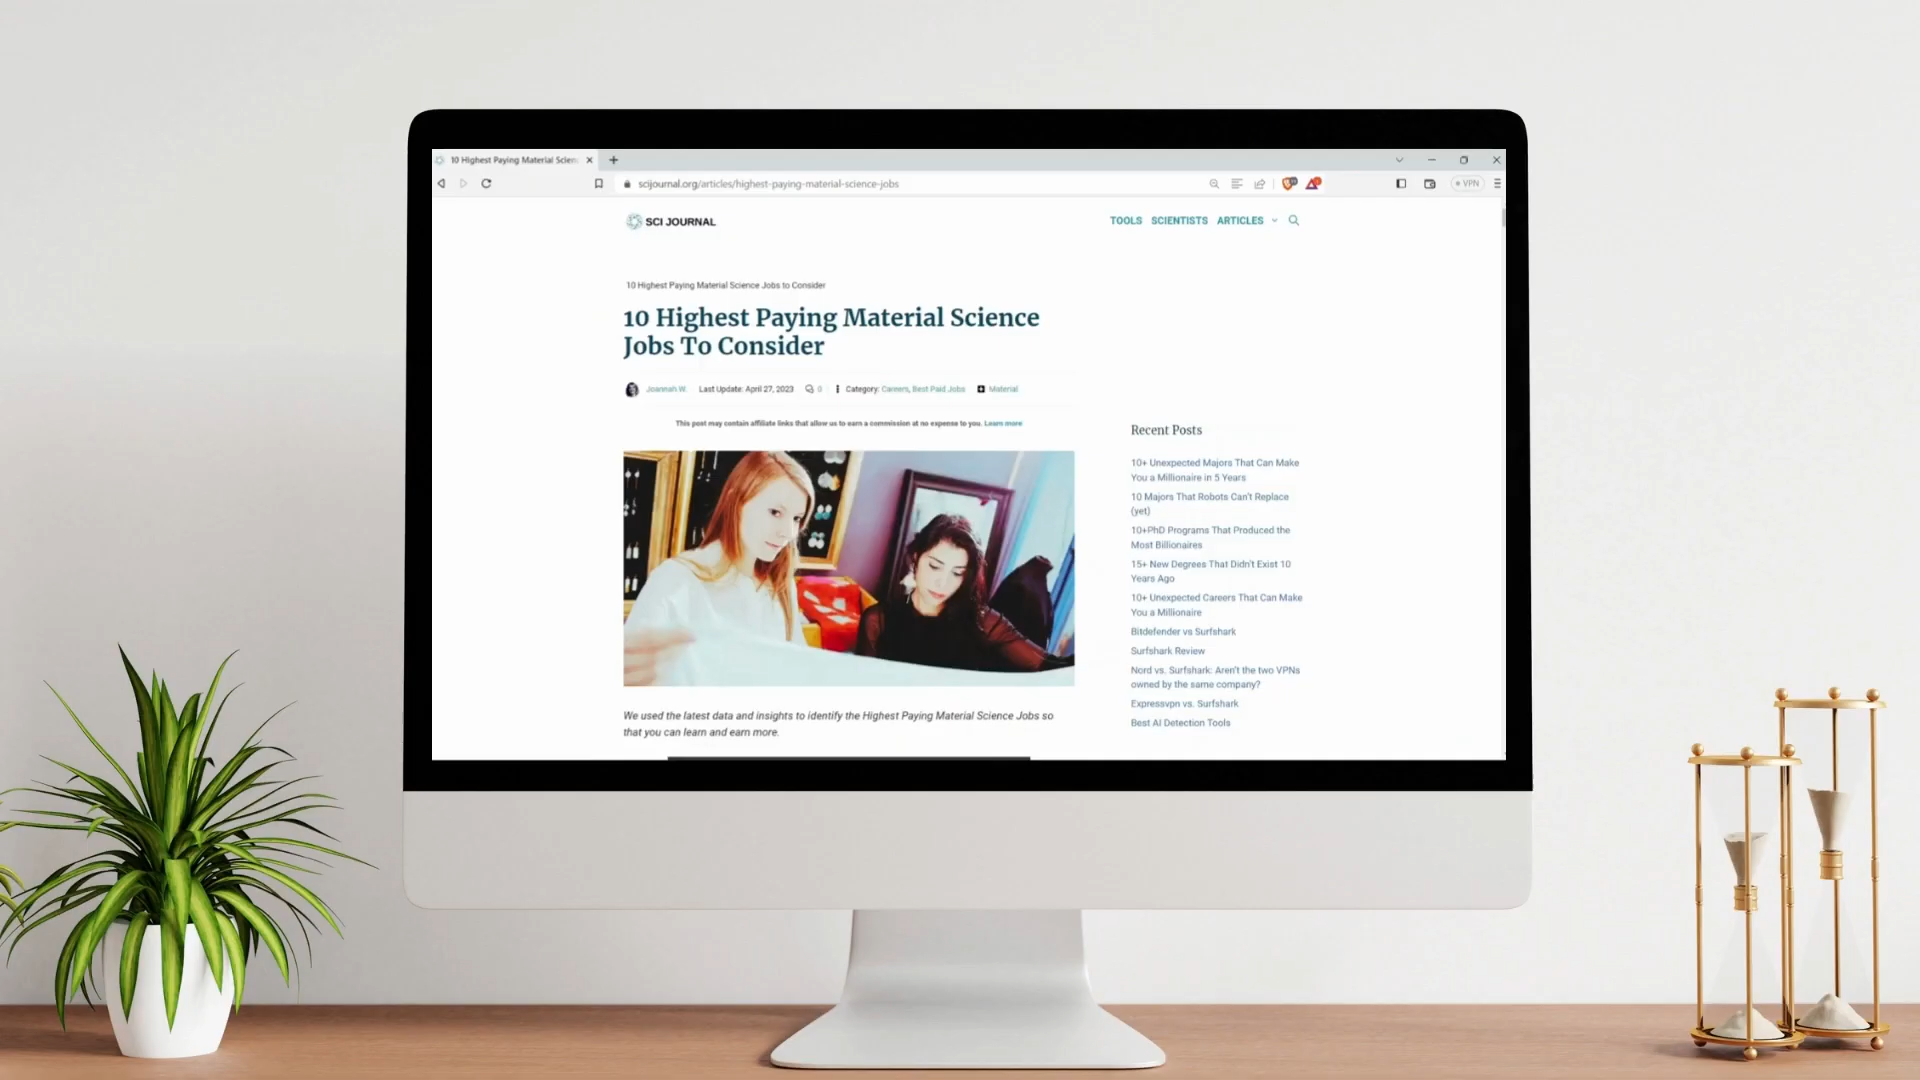 10 Highest Paying Material Scien
scijournal.org/articles/highest-paying-material-science-jobs
VPN
SCI JOURNAL
TOOLS SCIENTISTS ARTICLES
10 Highest Paying Material Science Jobs to Consider
10 Highest Paying Material Science
Jobs To Consider
Joannah W. Last Update: April 27, 2023 0 Category: Careers, Best Paid Jobs Material
This post may contain affiliate links that allow us to earn a commission at no expense to you. Learn more
We used the latest data and insights to identify the Highest Paying Material Science Jobs so
that you can learn and earn more.
Recent Posts
10+ Unexpected Majors That Can Make
You a Millionaire in 5 Years
10 Majors That Robots Can't Replace
(yet)
10+PhD Programs That Produced the
Most Billionaires
15+ New Degrees That Didn't Exist 10
Years Ago
10+ Unexpected Careers That Can Make
You a Millionaire
Bitdefender vs Surfshark
Surfshark Review
Nord vs. Surfshark: Aren't the two VPNs
owned by the same company?
Expressvpn vs. Surfshark
Best AI Detection Tools